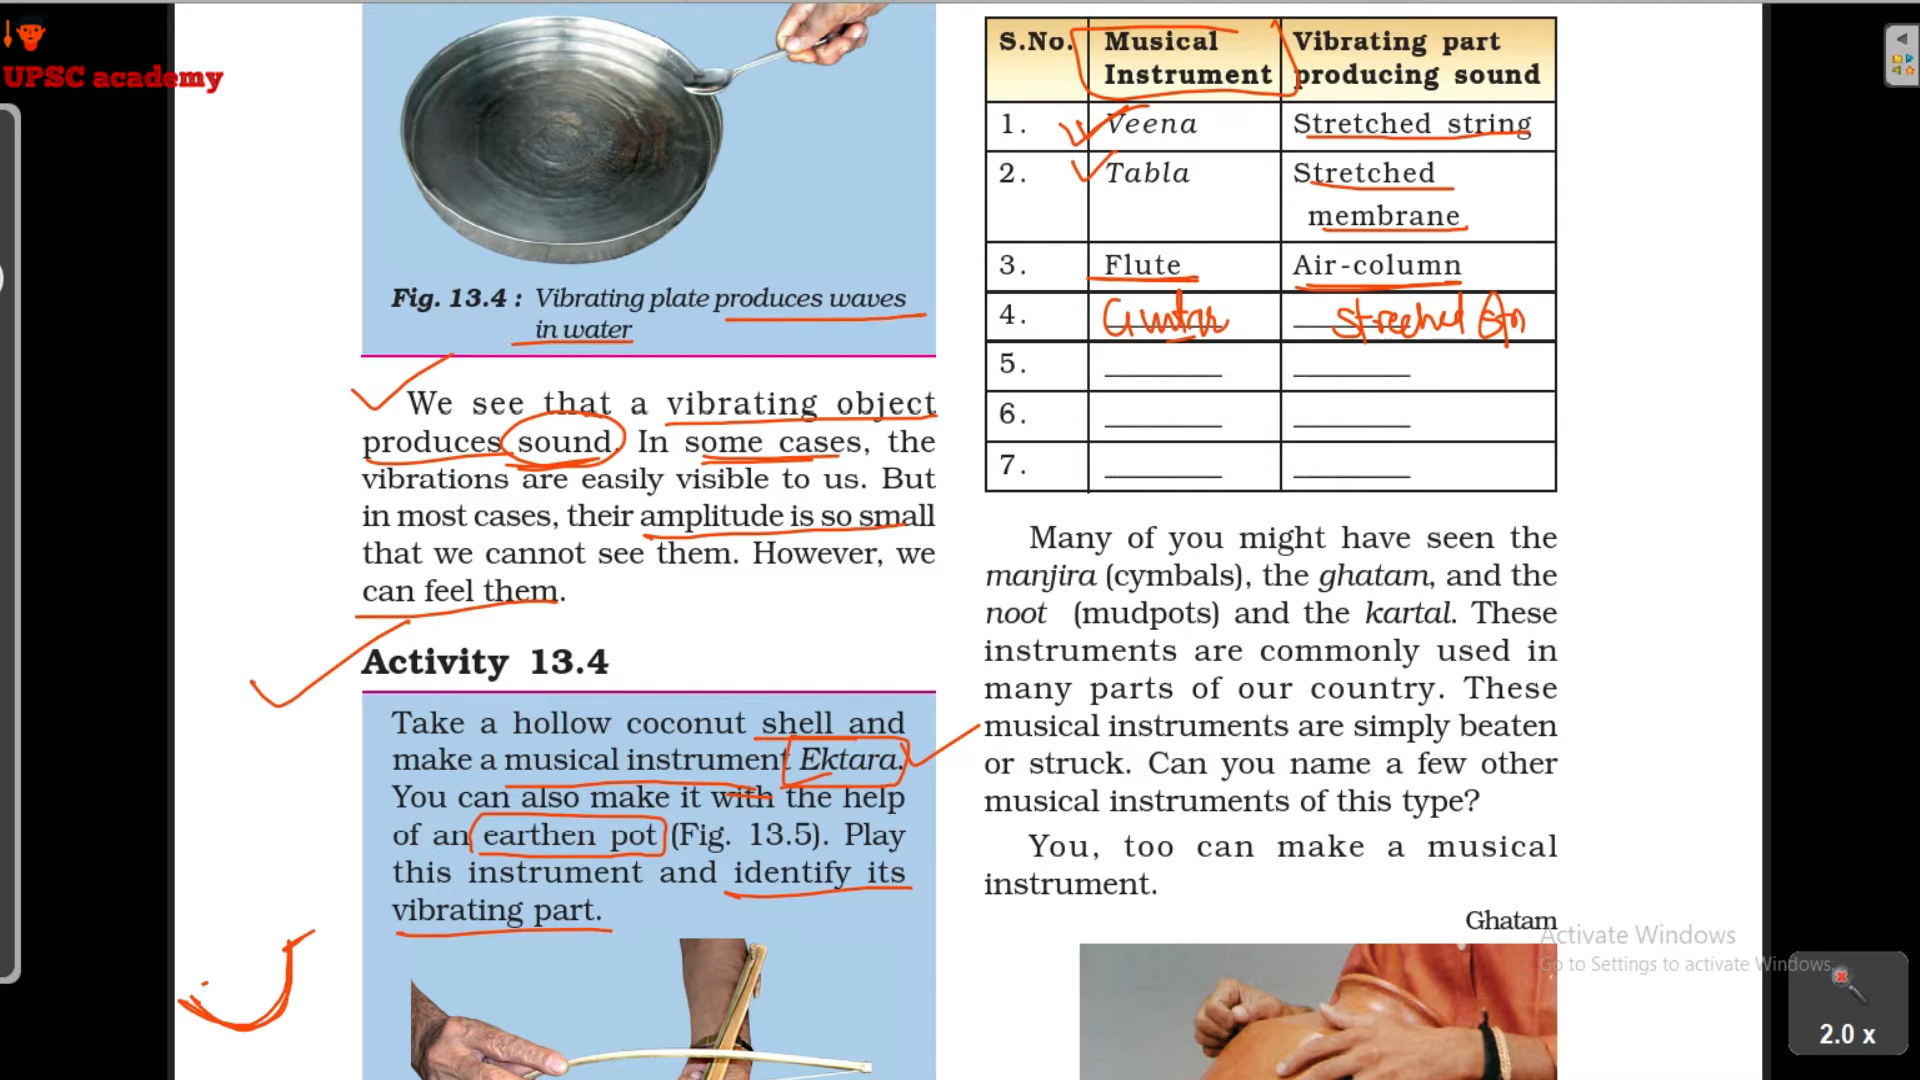 UPSC academy
Fig. 13.4 : Vibrating plate produces waves
in water
We see that a vibrating object
produces sound. In some cases, the
vibrations are easily visible to us. But
in most cases, their amplitude is so small
that we cannot see them. However, we
can feel them.
Activity 13.4
Take a hollow coconut shell and
make a musical instrument Ektara.
You can also make it with the help
of an earthen pot (Fig. 13.5). Play
this instrument and identify its
vibrating part.
S.No. Musical Instrument Vibrating part producing sound
1. Veena Stretched string
2. Tabla Stretched membrane
3. Flute Air-column
4. Guitar
5.
6.
7.
Many of you might have seen the
manjira (cymbals), the ghatam, and the
noot (mudpots) and the kartal. These
instruments are commonly used in
many parts of our country. These
musical instruments are simply beaten
or struck. Can you name a few other
musical instruments of this type?
You, too can make a musical
instrument.
Ghatam
Activate Windows
Go to Settings to activate Windows.
2.0 x